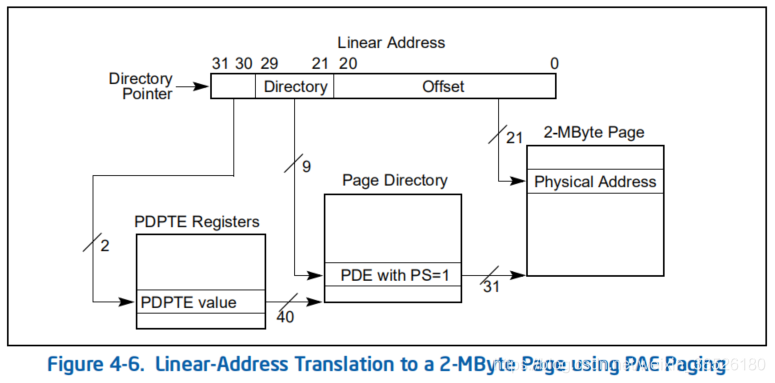 Linear Address
31 30 29 21 20 0
Directory Pointer
Directory
Offset
21
2-MByte Page
9
Page Directory
Physical Address
PDPTE Registers
2
PDE with PS=1
31
PDPTE value
40
Figure 4-6. Linear-Address Translation to a 2-MByte Page using PAE Paging